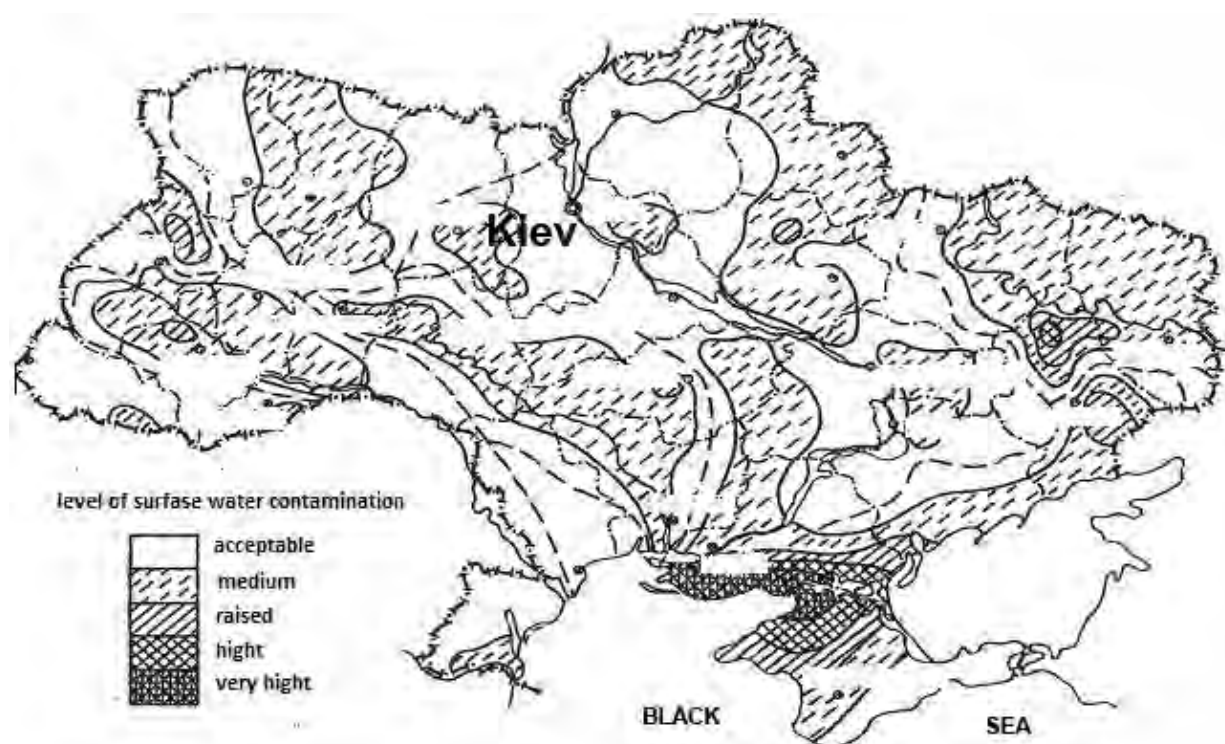 Kiev
level of surfase water contamination
acceptable
medium
raised
hight
very hight
BLACK SEA